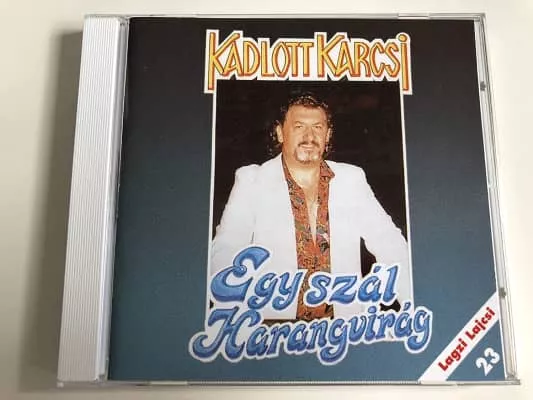 KADLOTT KARCSI
Egy szál
Harangvirág
Lagzi Lajcsi
23